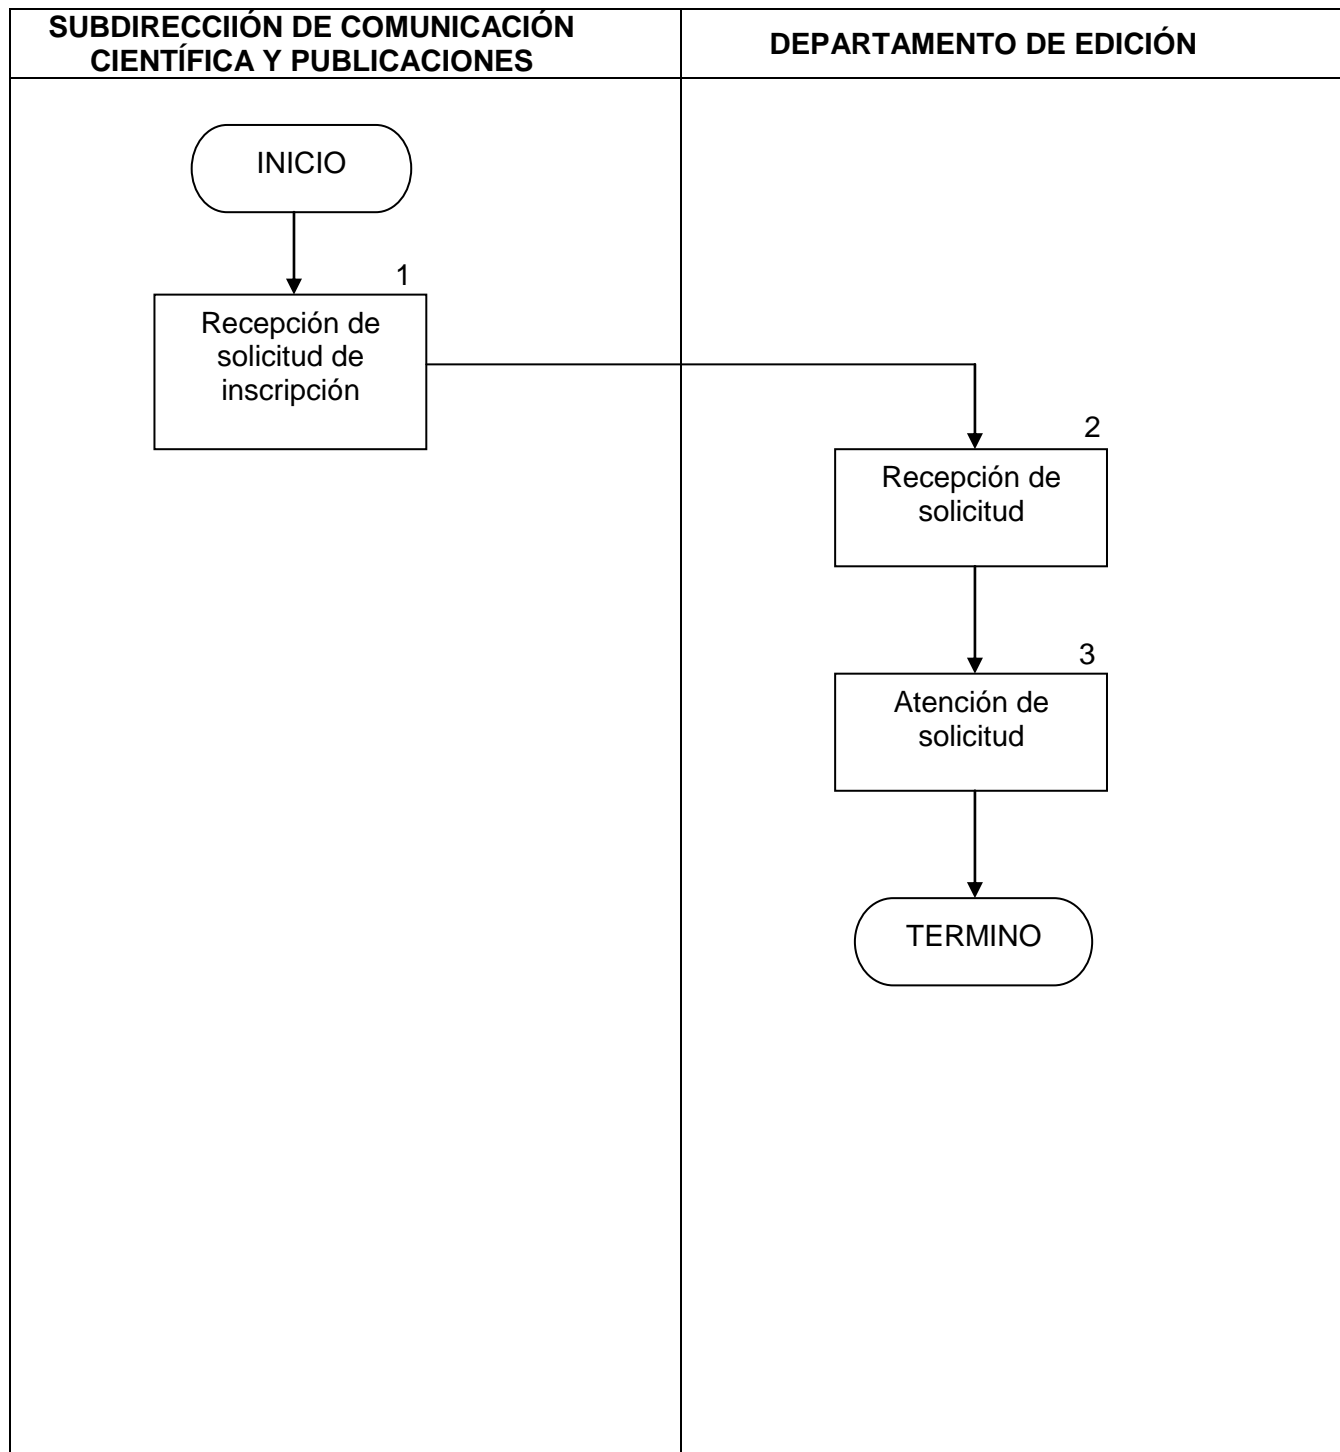 SUBDIRECCIIÓN DE COMUNICACIÓN
CIENTÍFICA Y PUBLICACIONES
DEPARTAMENTO DE EDICIÓN
INICIO
1
Recepción de
solicitud de
inscripción
2
Recepción de
solicitud
3
Atención de
solicitud
TERMINO